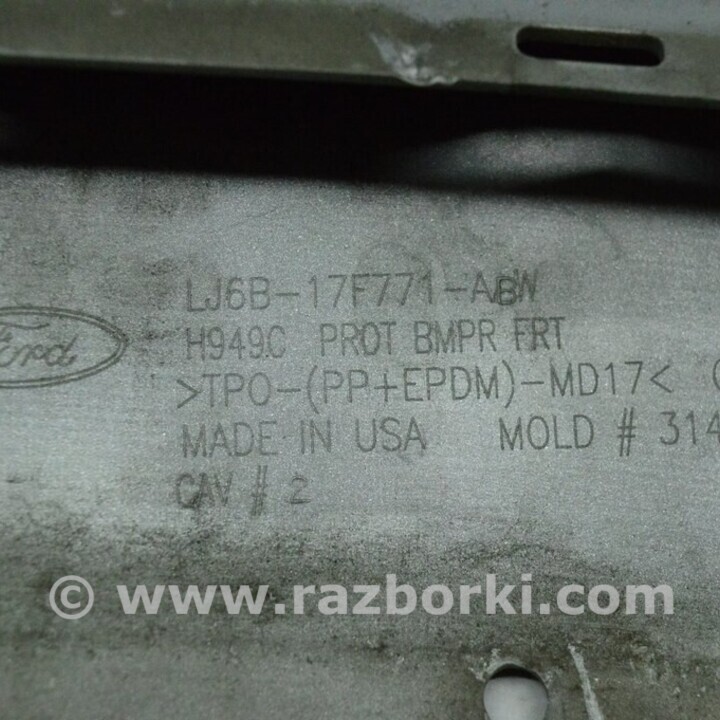 LJ6B-17F771-ABW
Ford
H949C PROT BMPR FRT
>TPO-(PP+EPDM)-MD17<
MADE IN USA MOLD # 314
CAV # 2
© www.razborki.com